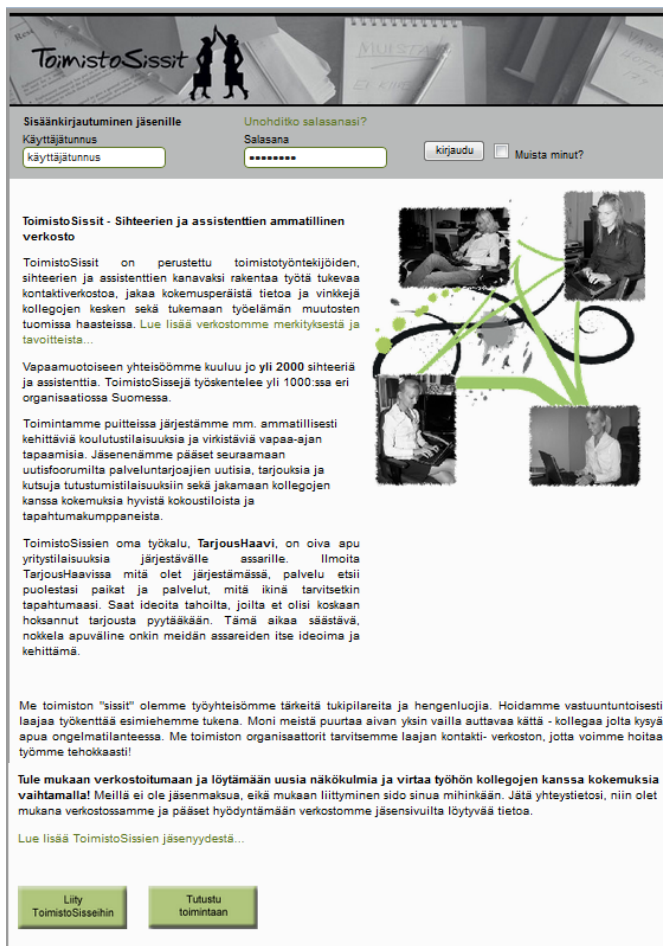 ToimistoSissit
MUISTA
Sisäänkirjautuminen jäsenille
Unohditko salasanasi?
Käyttäjätunnus
Salasana
käyttäjätunnus
••••••••
kirjaudu
Muista minut?
ToimistoSissit - Sihteerien ja assistenttien ammatillinen
verkosto
ToimistoSissit on perustettu toimistotyöntekijöiden,
sihteerien ja assistenttien kanavaksi rakentaa työtä tukevaa
kontaktiverkostoa, jakaa kokemusperäistä tietoa ja vinkkejä
kollegojen kesken sekä tukemaan työelämän muutosten
tuomissa haasteissa. Lue lisää verkostomme merkityksestä ja
tavoitteista...
Vapaamuotoiseen yhteisöömme kuuluu jo yli 2000 sihteeriä
ja assistenttia. ToimistoSissejä työskentelee yli 1000:ssa eri
organisaatiossa Suomessa.
Toimintamme puitteissa järjestämme mm. ammatillisesti
kehittäviä koulutustilaisuuksia ja virkistäviä vapaa-ajan
tapaamisia. Jäsenenämme pääset seuraamaan
uutisfoorumilta palveluntarjoajien uutisia, tarjouksia ja
kutsuja tutustumistilaisuuksiin sekä jakamaan kollegojen
kanssa kokemuksia hyvistä kokoustiloista ja
tapahtumakumppaneista.
ToimistoSissien oma työkalu, TarjousHaavi, on oiva apu
yritystilaisuuksia järjestävälle assarille. Ilmoita
TarjousHaavissa mitä olet järjestämässä, palvelu etsii
puolestasi paikat ja palvelut, mitä ikinä tarvitsetkin
tapahtumaasi. Saat ideoita tahoilta, joilta et olisi koskaan
hoksannut tarjousta pyytääkään. Tämä aikaa säästävä,
nokkela apuväline onkin meidän assareiden itse ideoima ja
kehittämä.
Me toimiston "sissit" olemme työyhteisömme tärkeitä tukipilareita ja hengenluojia. Hoidamme vastuuntuntoisesti
laajaa työkenttää esimiehemme tukena. Moni meistä puurtaa aivan yksin vailla auttavaa kättä - kollegaa jolta kysyä
apua ongelmatilanteessa. Me toimiston organisaattorit tarvitsemme laajan kontakti- verkoston, jotta voimme hoitaa
työmme tehokkaasti!
Tule mukaan verkostoitumaan ja löytämään uusia näkökulmia ja virtaa työhön kollegojen kanssa kokemuksia
vaihtamalla! Meillä ei ole jäsenmaksua, eikä mukaan liittyminen sido sinua mihinkään. Jätä yhteystietosi, niin olet
mukana verkostossamme ja pääset hyödyntämään verkostomme jäsensivuilta löytyvää tietoa.
Lue lisää ToimistoSissien jäsenyydestä...
Liity
ToimistoSisseihin
Tutustu
toimintaan